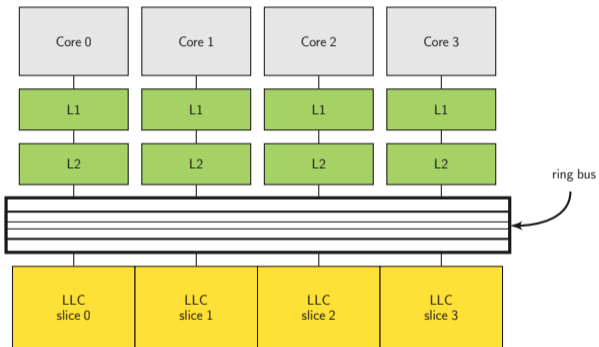 Core 0
Core 1
Core 2
Core 3
L1
L1
L1
L1
L2
L2
L2
L2
ring bus
LLC
slice 0
LLC
slice 1
LLC
slice 2
LLC
slice 3